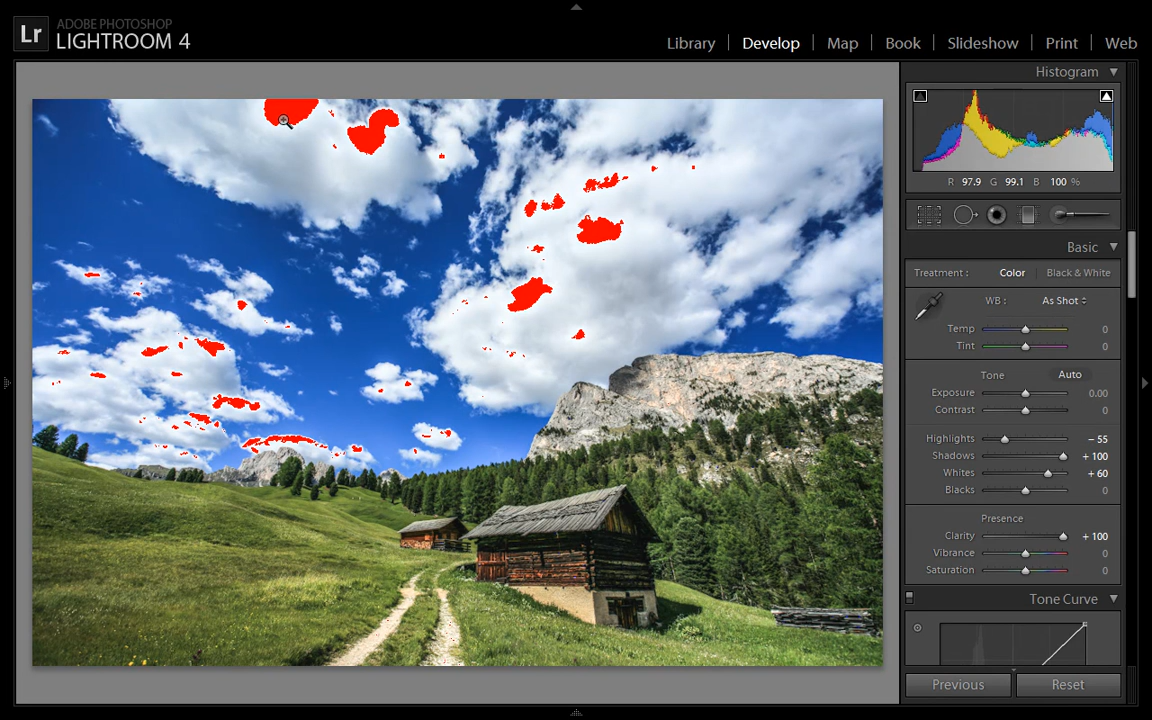 Lr
ADOBE PHOTOSHOP
LIGHTROOM 4
Library Develop Map Book Slideshow Print Web
Histogram
R 97.9 G 99.1 B 100 %
Basic
Treatment : Color Black & White
WB : As Shot
Temp 0
Tint 0
Tone Auto
Exposure 0.00
Contrast 0
Highlights – 55
Shadows + 100
Whites + 60
Blacks 0
Presence
Clarity + 100
Vibrance 0
Saturation 0
Tone Curve
Previous Reset